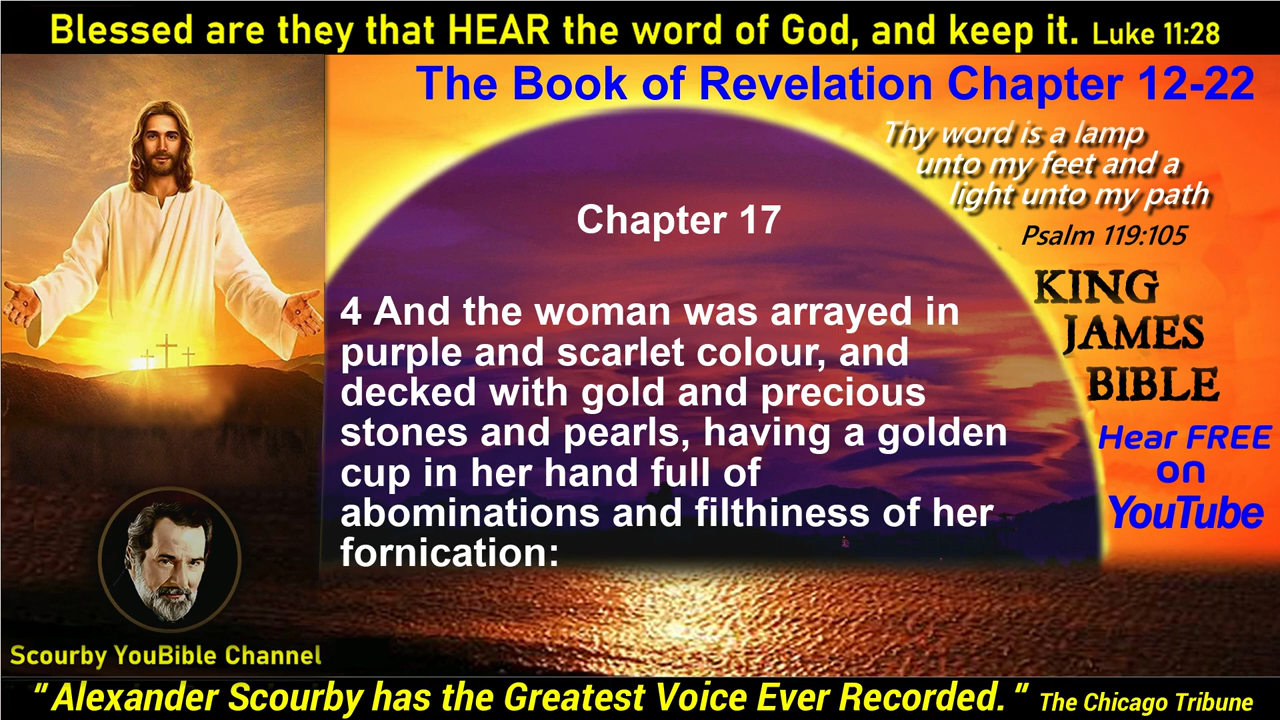 Blessed are they that HEAR the word of God, and keep it. Luke 11:28
The Book of Revelation Chapter 12-22
Thy word is a lamp
unto my feet and a
light unto my path
Psalm 119:105
KING
JAMES
BIBLE
Hear FREE
on
YouTube
Chapter 17
4 And the woman was arrayed in
purple and scarlet colour, and
decked with gold and precious
stones and pearls, having a golden
cup in her hand full of
abominations and filthiness of her
fornication:
Scourby YouBible Channel
“ Alexander Scourby has the Greatest Voice Ever Recorded. “ The Chicago Tribune